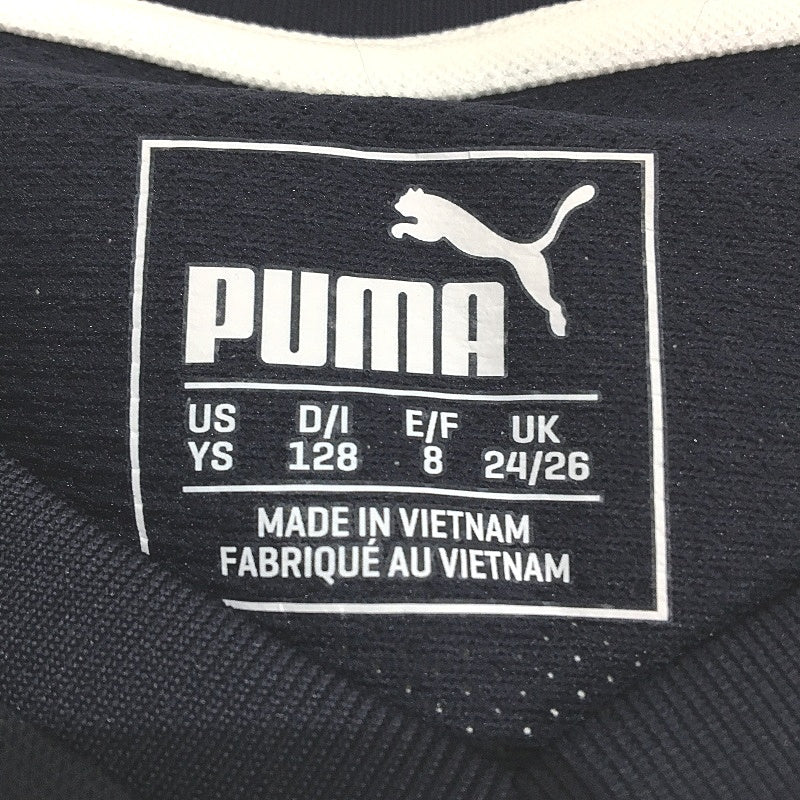 PUMA
US D/I E/F UK
YS 128 8 24/26
MADE IN VIETNAM
FABRIQUÉ AU VIETNAM